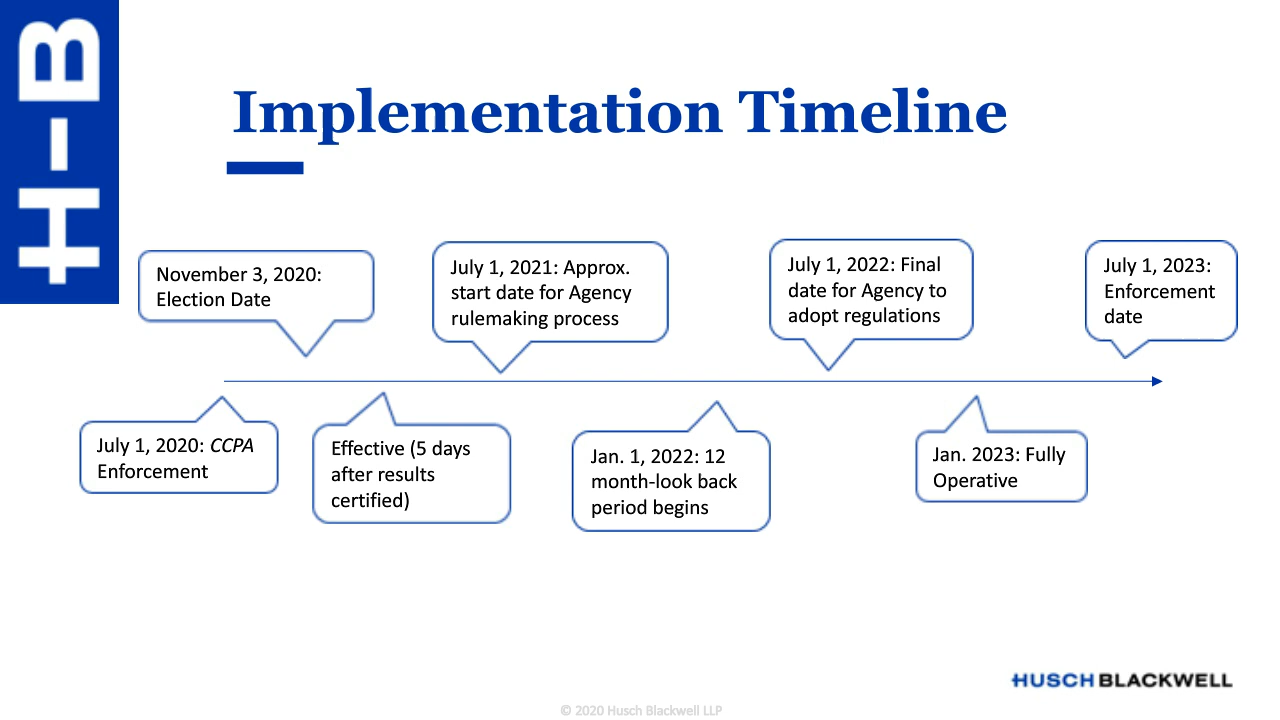 H-B
Implementation Timeline
November 3, 2020:
Election Date
July 1, 2021: Approx.
start date for Agency
rulemaking process
July 1, 2022: Final
date for Agency to
adopt regulations
July 1, 2023:
Enforcement
date
July 1, 2020: CCPA
Enforcement
Effective (5 days
after results
certified)
Jan. 1, 2022: 12
month-look back
period begins
Jan. 2023: Fully
Operative
HUSCH BLACKWELL
© 2020 Husch Blackwell LLP